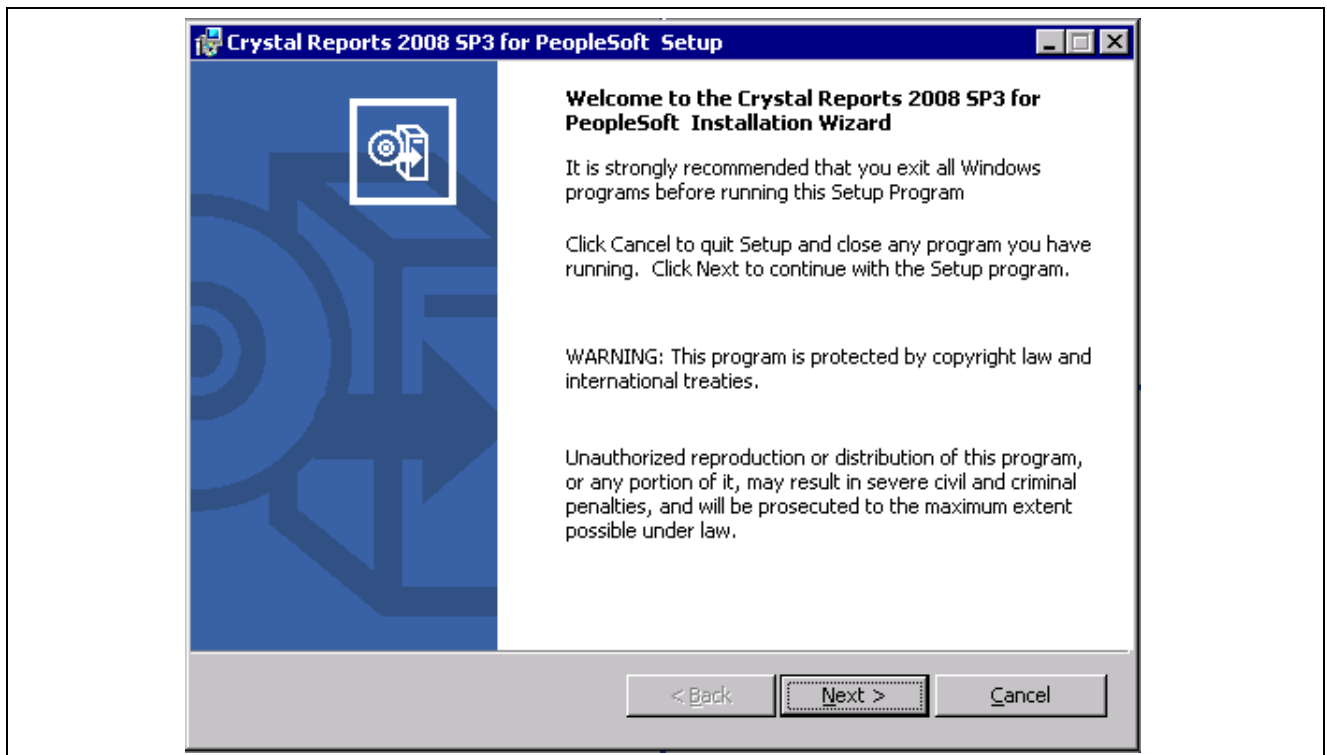 Crystal Reports 2008 SP3 for PeopleSoft  Setup
Welcome to the Crystal Reports 2008 SP3 for
PeopleSoft  Installation Wizard
It is strongly recommended that you exit all Windows
programs before running this Setup Program
Click Cancel to quit Setup and close any program you have
running.  Click Next to continue with the Setup program.
WARNING: This program is protected by copyright law and
international treaties.
Unauthorized reproduction or distribution of this program,
or any portion of it, may result in severe civil and criminal
penalties, and will be prosecuted to the maximum extent
possible under law.
< Back Next > Cancel